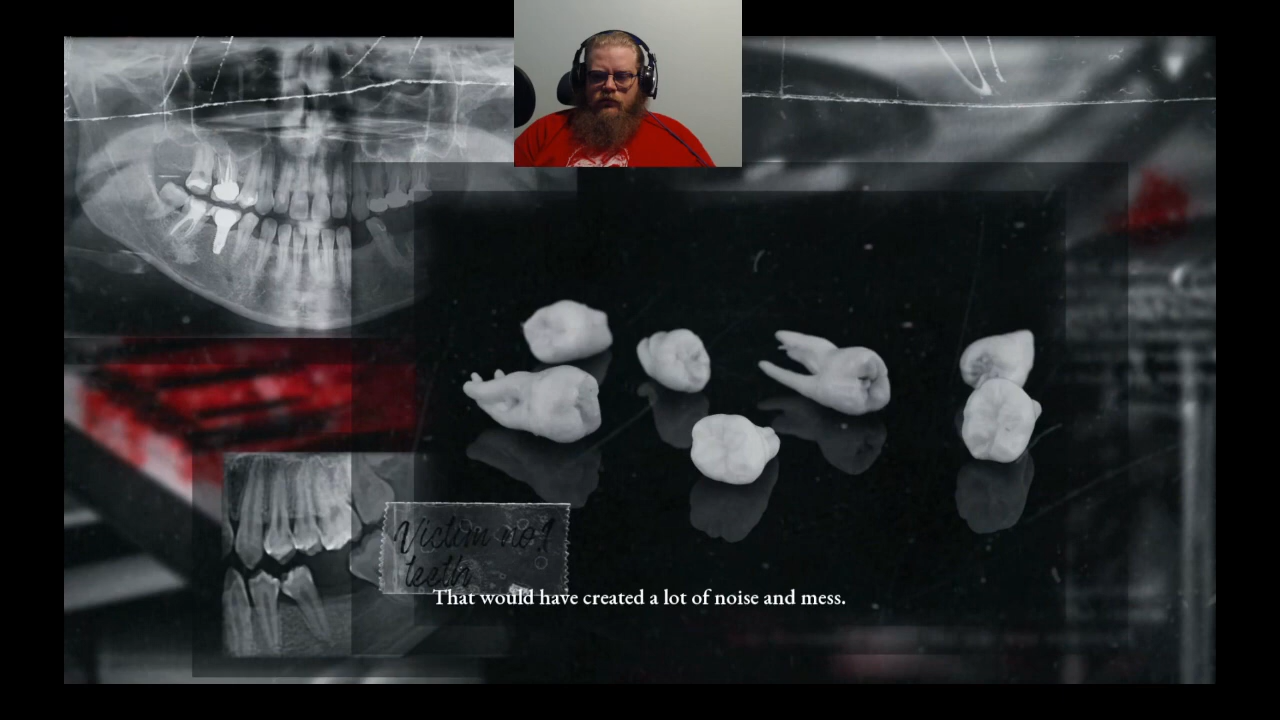 Victim no.1
teeth
That would have created a lot of noise and mess.